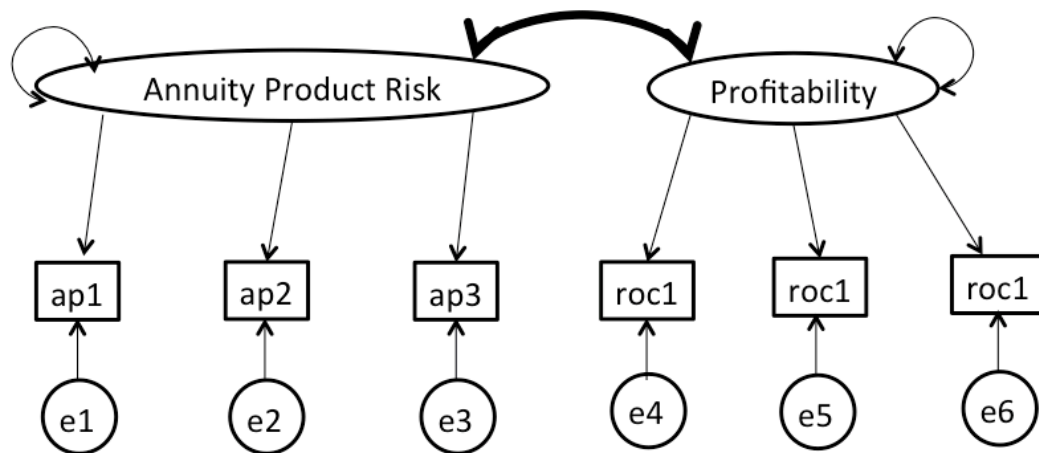 Annuity Product Risk
Profitability
ap1
ap2
ap3
roc1
roc1
roc1
e1
e2
e3
e4
e5
e6